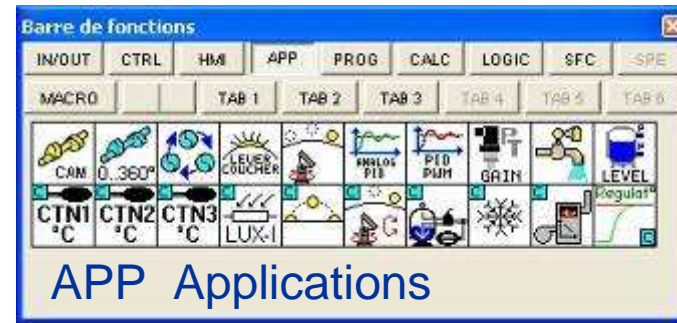 Barre de fonctions
IN/OUT CTRL HMI APP PROG CALC LOGIC SFC SPE
MACRO TAB 1 TAB 2 TAB 3 TAB 4 TAB 5 TAB 6
CAM 0..360° LEVER COUCHER ANALOG PID PID PWM PT GAIN LEVEL
C CTN1 °C C CTN2 °C C CTN3 °C C LUX-I C C C C C Regulat° C
APP Applications